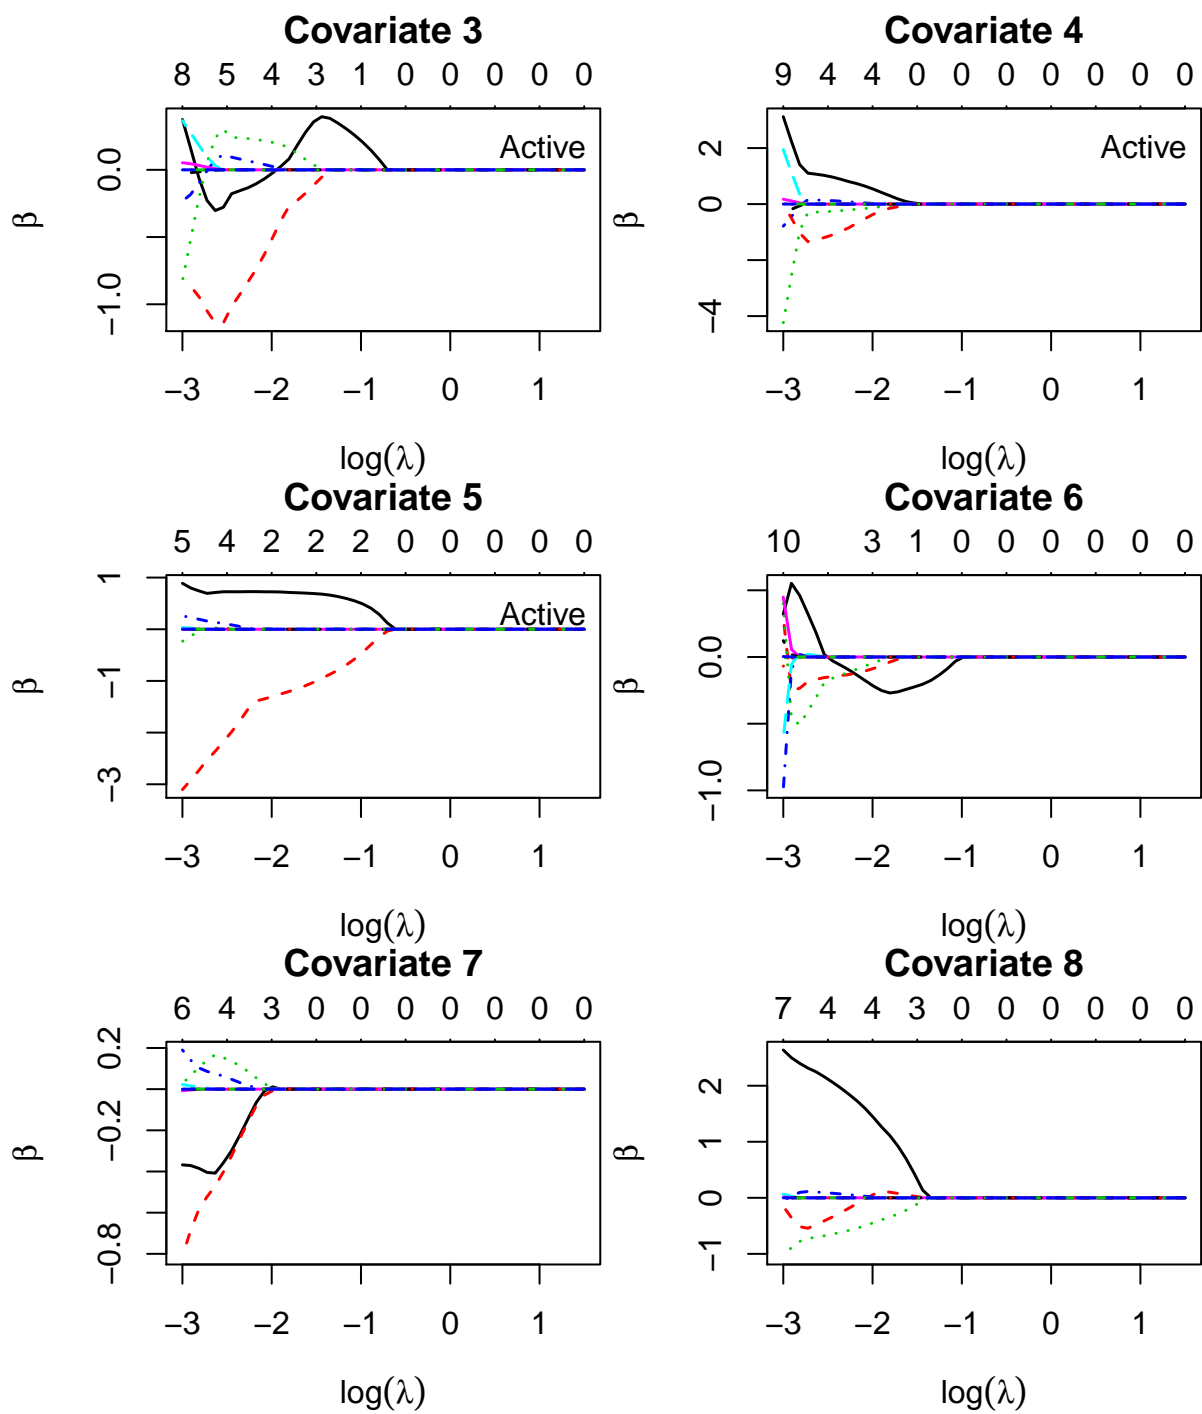 Covariate 3
8 5 4 3 1 0 0 0 0 0
Active
0.0
−1.0
β
−3 −2 −1 0 1
log(λ)
Covariate 4
9 4 4 0 0 0 0 0 0 0
Active
2
0
−4
β
−3 −2 −1 0 1
log(λ)
Covariate 5
5 4 2 2 2 0 0 0 0 0
Active
1
−1
−3
β
−3 −2 −1 0 1
log(λ)
Covariate 6
10 3 1 0 0 0 0 0 0
0.0
−1.0
β
−3 −2 −1 0 1
log(λ)
Covariate 7
6 4 3 0 0 0 0 0 0 0
0.2
−0.2
−0.8
β
−3 −2 −1 0 1
log(λ)
Covariate 8
7 4 4 3 0 0 0 0 0 0
2
1
0
−1
β
−3 −2 −1 0 1
log(λ)